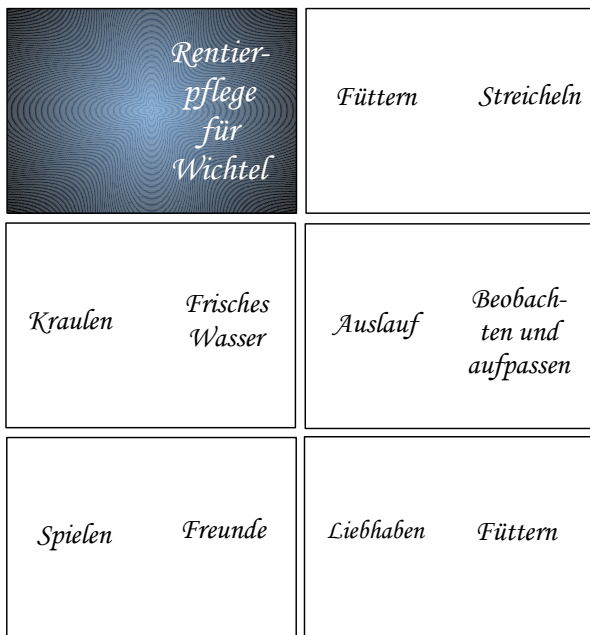 Rentier-
pflege
für
Wichtel
Füttern
Streicheln
Kraulen
Frisches
Wasser
Auslauf
Beobach-
ten und
aufpassen
Spielen
Freunde
Liebhaben
Füttern